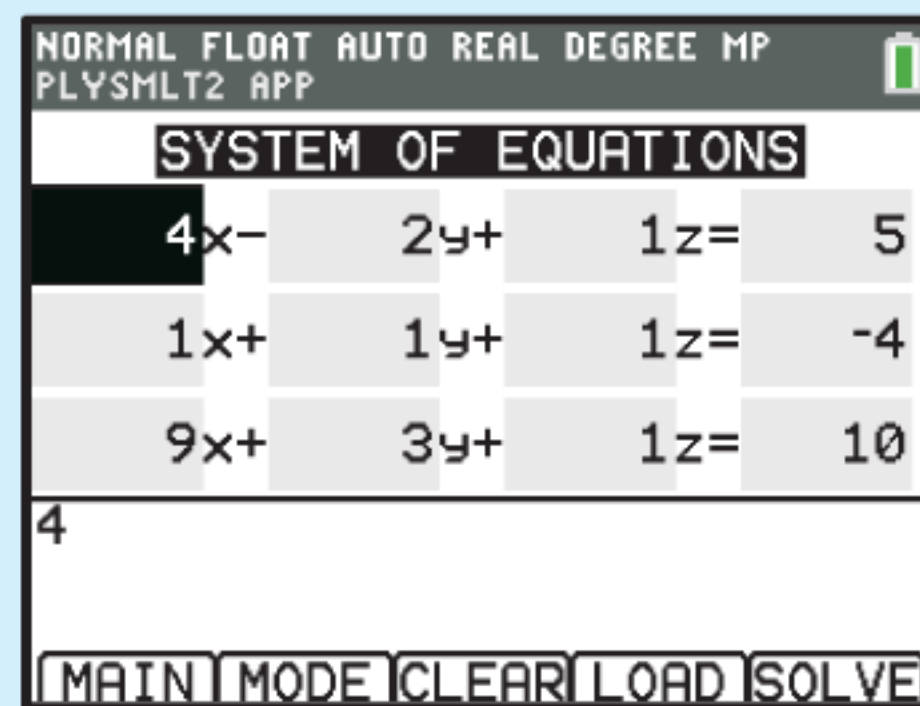 NORMAL FLOAT AUTO REAL DEGREE MP
PLYSMLT2 APP
SYSTEM OF EQUATIONS
4x- 2y+ 1z= 5
1x+ 1y+ 1z= -4
9x+ 3y+ 1z= 10
4
MAIN MODE CLEAR LOAD SOLVE